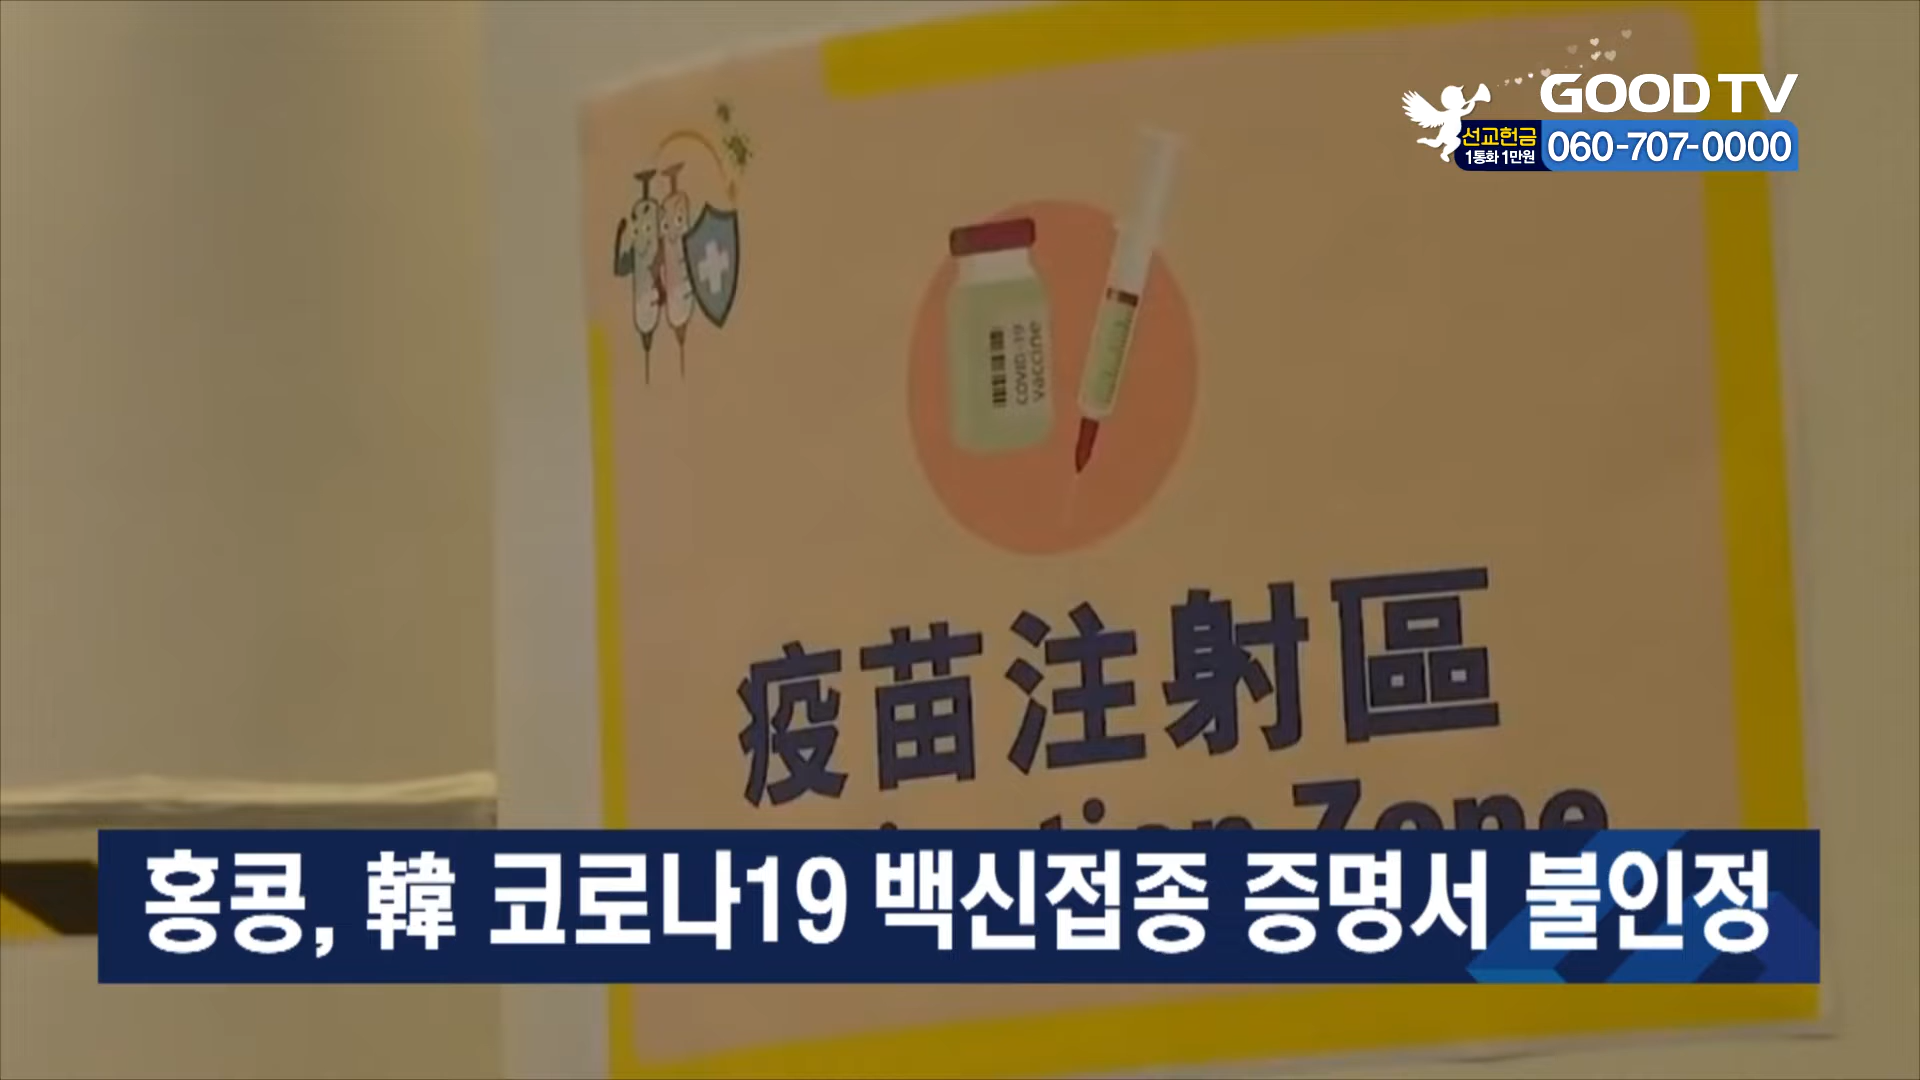 GOOD TV
선교헌금
1통화 1만원
060-707-0000
COVID-19
vaccine
疫苗注射區
Zone
홍콩, 韓 코로나19 백신접종 증명서 불인정